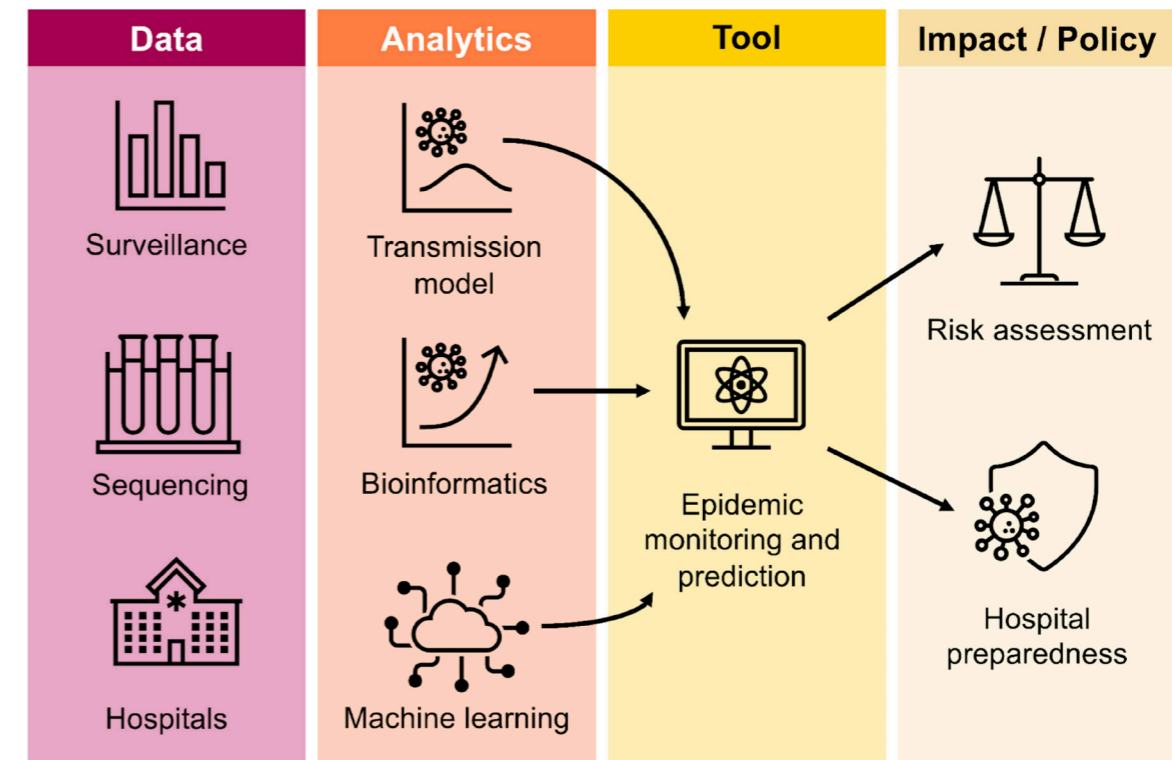 Data
Analytics
Tool
Impact / Policy
Surveillance
Sequencing
Hospitals
Transmission
model
Bioinformatics
Machine learning
Epidemic
monitoring and
prediction
Risk assessment
Hospital
preparedness